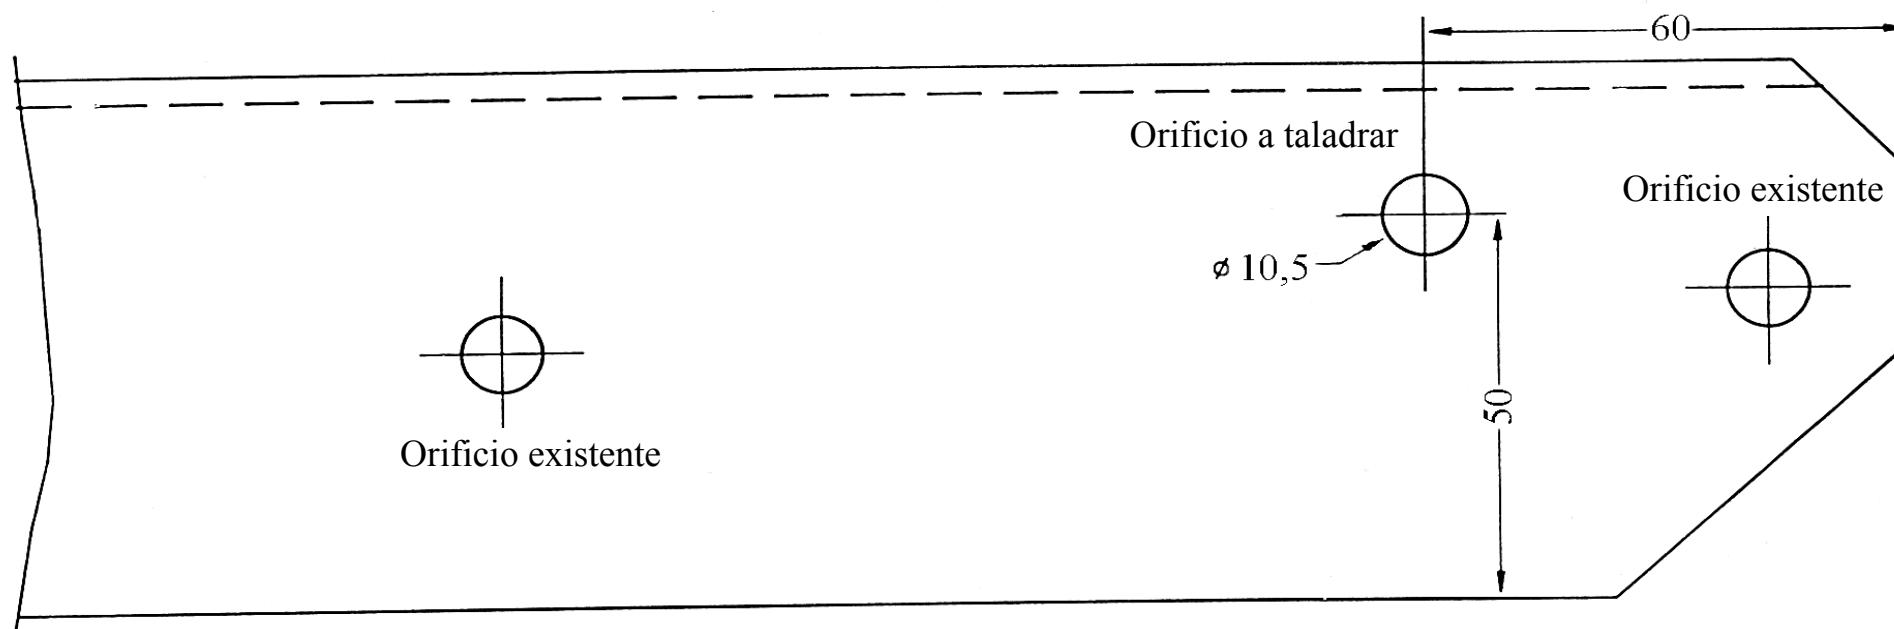 60
Orificio a taladrar
Orificio existente
ø 10,5
50
Orificio existente